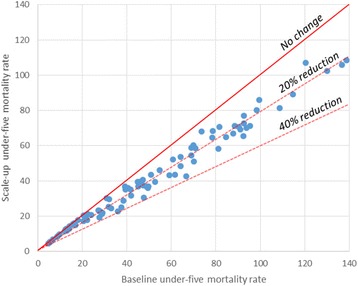 140
120
100
80
60
40
20
0
0 20 40 60 80 100 120 140
Scale-up under-five mortality rate
Baseline under-five mortality rate
No change
20% reduction
40% reduction